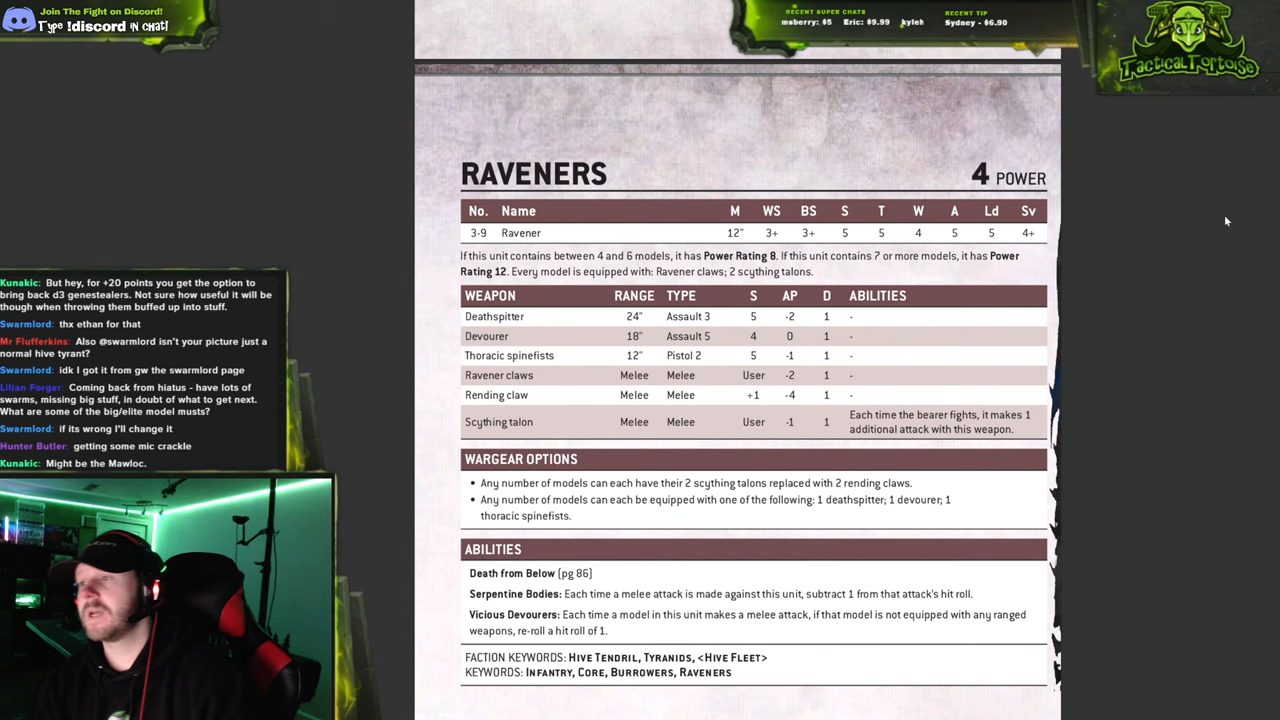 Join The Fight on Discord!
Type !discord in chat!
RECENT SUPER CHATS
msberry: $5 Eric: $9.99 kyleh
RECENT TIP
Sydney - $6.90
TacticalTortoise
RAVENERS
4 POWER
No. Name M WS BS S T W A Ld Sv
3-9 Ravener 12" 3+ 3+ 5 5 4 5 5 4+
If this unit contains between 4 and 6 models, it has Power Rating 8. If this unit contains 7 or more models, it has Power
Rating 12. Every model is equipped with: Ravener claws; 2 scything talons.
WEAPON RANGE TYPE S AP D ABILITIES
Deathspitter 24" Assault 3 5 -2 1 -
Devourer 18" Assault 5 4 0 1 -
Thoracic spinefists 12" Pistol 2 5 -1 1 -
Ravener claws Melee Melee User -2 1 -
Rending claw Melee Melee +1 -4 1 -
Scything talon Melee Melee User -1 1 Each time the bearer fights, it makes 1
additional attack with this weapon.
WARGEAR OPTIONS
• Any number of models can each have their 2 scything talons replaced with 2 rending claws.
• Any number of models can each be equipped with one of the following: 1 deathspitter; 1 devourer; 1
thoracic spinefists.
ABILITIES
Death from Below (pg 86)
Serpentine Bodies: Each time a melee attack is made against this unit, subtract 1 from that attack's hit roll.
Vicious Devourers: Each time a model in this unit makes a melee attack, if that model is not equipped with any ranged
weapons, re-roll a hit roll of 1.
FACTION KEYWORDS: HIVE TENDRIL, TYRANIDS, <HIVE FLEET>
KEYWORDS: INFANTRY, CORE, BURROWERS, RAVENERS
Kunakic: But hey, for +20 points you get the option to
bring back d3 genestealers. Not sure how useful it will be
though when throwing them buffed up into stuff.
Swarmlord: thx ethan for that
Mr Flufferkins: Also @swarmlord isn't your picture just a
normal hive tyrant?
Swarmlord: idk I got it from gw the swarmlord page
Lilian Forger: Coming back from hiatus - have lots of
swarms, missing big stuff, in doubt of what to get next.
What are some of the big/elite model musts?
Swarmlord: if its wrong I'll change it
Hunter Butler: getting some mic crackle
Kunakic: Might be the Mawloc.